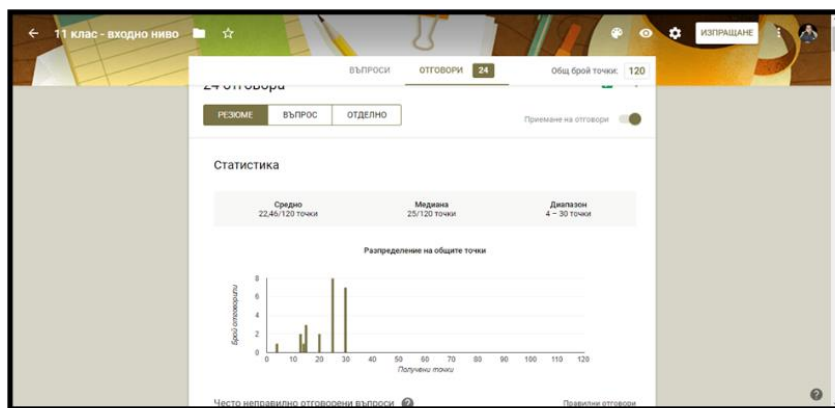 11 клас - входно ниво
ИЗПРАЩАНЕ
ВЪПРОСИ ОТГОВОРИ 24 Общ брой точки: 120
24 отговора
РЕЗЮМЕ ВЪПРОС ОТДЕЛНО
Приемане на отговори
Статистика
Средно Медиана Диапазон
22,46/120 точки 25/120 точки 4 – 30 точки
Разпределение на общите точки
Брой отговорили
8
6
4
2
0
0 10 20 30 40 50 60 70 80 90 100 110 120
Получени точки
Често неправилно отговорени въпроси ? Правилни отговори
?